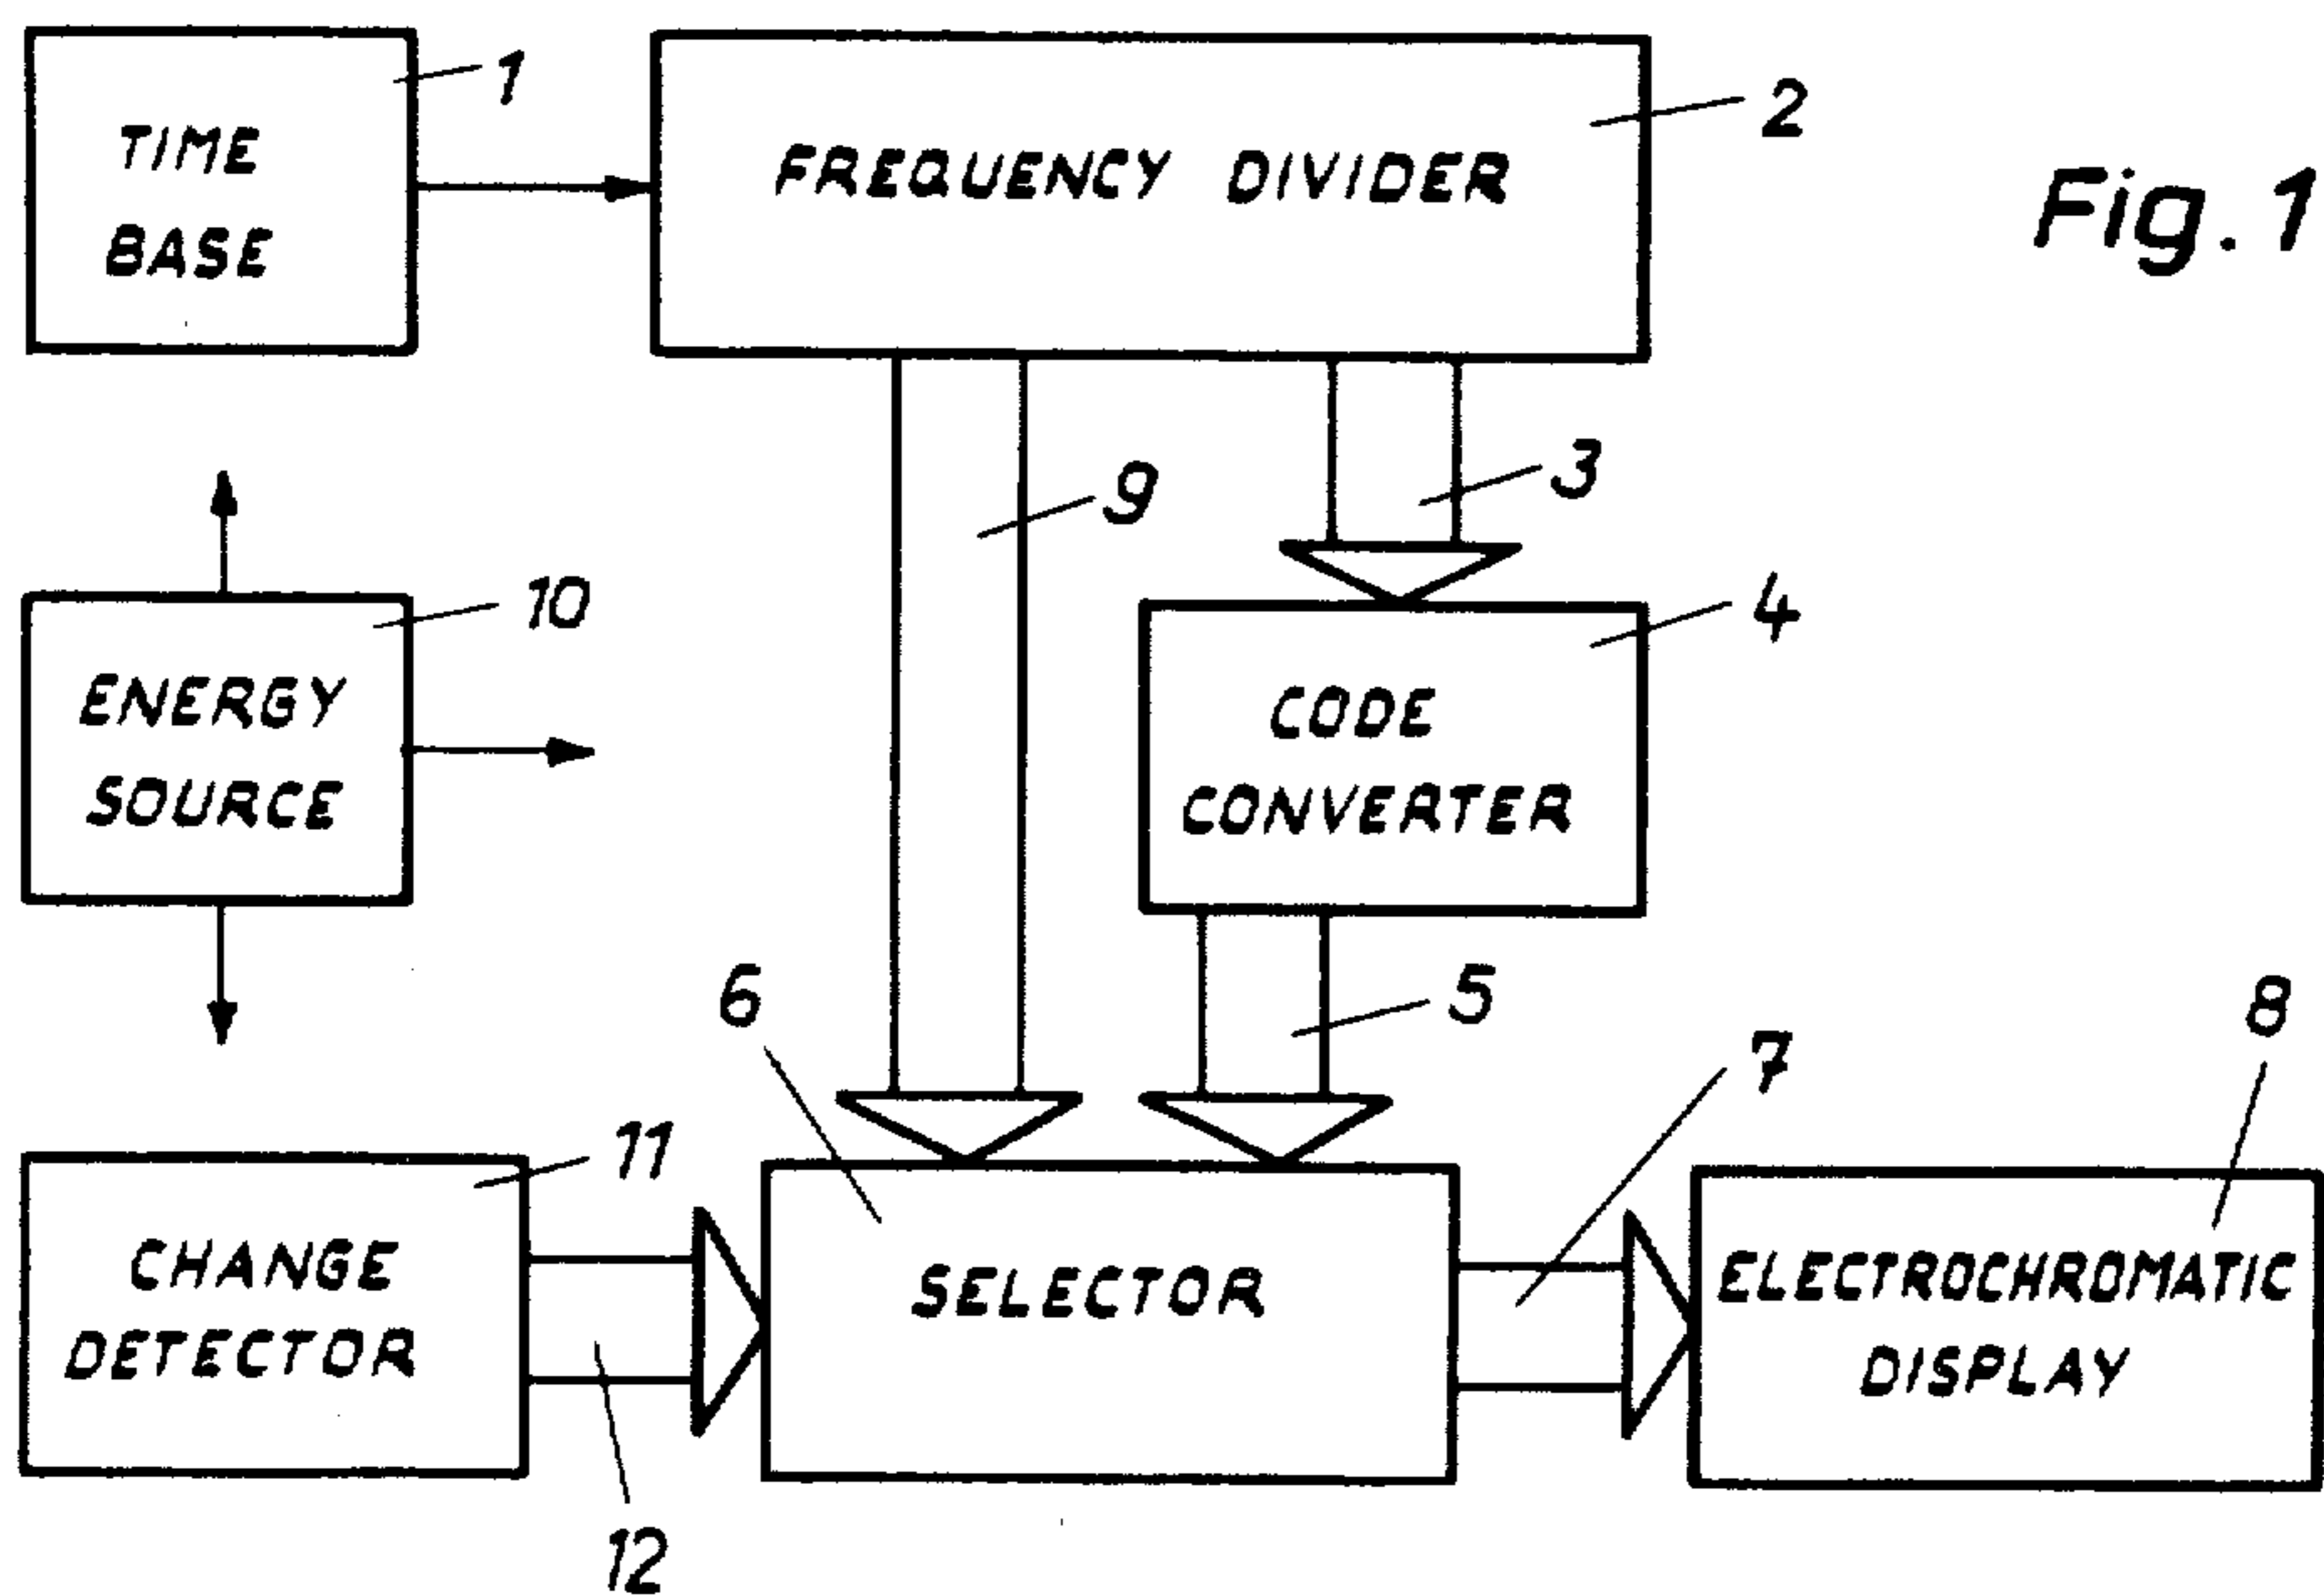 1
TIME
BASE
2
FREQUENCY DIVIDER
Fig. 1
9
3
10
ENERGY
SOURCE
4
CODE
CONVERTER
6
5
7
8
11
CHANGE
DETECTOR
SELECTOR
ELECTROCHROMATIC
DISPLAY
12